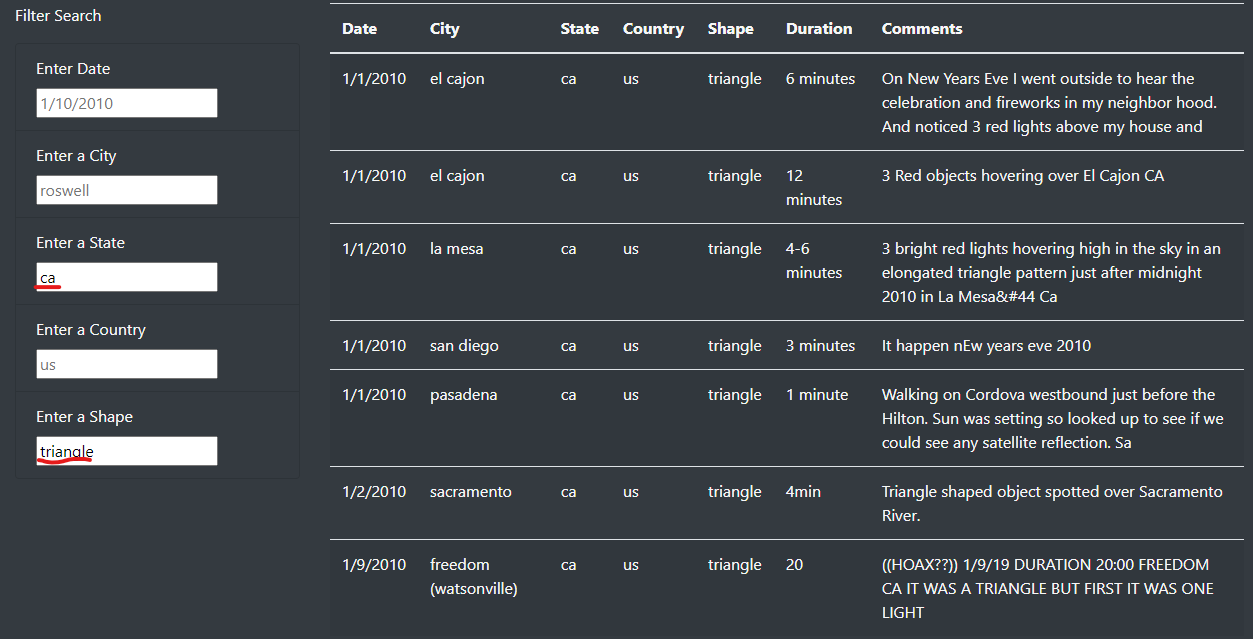 Filter Search
Enter Date
1/10/2010
Enter a City
roswell
Enter a State
ca
Enter a Country
us
Enter a Shape
triangle
Date City State Country Shape Duration Comments
1/1/2010 el cajon ca us triangle 6 minutes On New Years Eve I went outside to hear the
celebration and fireworks in my neighbor hood.
And noticed 3 red lights above my house and
1/1/2010 el cajon ca us triangle 12 3 Red objects hovering over El Cajon CA
minutes
1/1/2010 la mesa ca us triangle 4-6 3 bright red lights hovering high in the sky in an
minutes elongated triangle pattern just after midnight
2010 in La Mesa&#44 Ca
1/1/2010 san diego ca us triangle 3 minutes It happen nEw years eve 2010
1/1/2010 pasadena ca us triangle 1 minute Walking on Cordova westbound just before the
Hilton. Sun was setting so looked up to see if we
could see any satellite reflection. Sa
1/2/2010 sacramento ca us triangle 4min Triangle shaped object spotted over Sacramento
River.
1/9/2010 freedom ca us triangle 20 ((HOAX??)) 1/9/19 DURATION 20:00 FREEDOM
(watsonville) CA IT WAS A TRIANGLE BUT FIRST IT WAS ONE
LIGHT